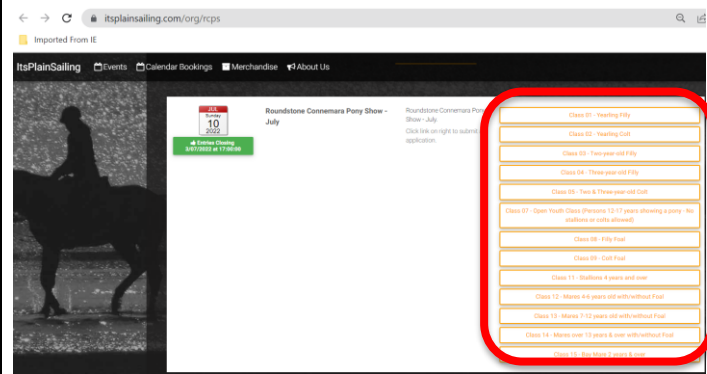 itsplainsailing.com/org/rcps
Imported From IE
ItsPlainSailing Events Calendar Bookings Merchandise About Us
JUL
Sunday
10
2022
Entries Closing
3/07/2022 at 17:00:00
Roundstone Connemara Pony Show -
July
Roundstone Connemara Pony
Show - July.
Click link on right to submit
application.
Class 01 - Yearling Filly
Class 02 - Yearling Colt
Class 03 - Two-year-old Filly
Class 04 - Three-year-old Filly
Class 05 - Two & Three-year-old Colt
Class 07 - Open Youth Class (Persons 12-17 years showing a pony - No
stallions or colts allowed)
Class 08 - Filly Foal
Class 09 - Colt Foal
Class 11 - Stallions 4 years and over
Class 12 - Mares 4-6 years old with/without Foal
Class 13 - Mares 7-12 years old with/without Foal
Class 14 - Mares over 13 years & over with/without Foal
Class 15 - Bay Mare 2 years & over